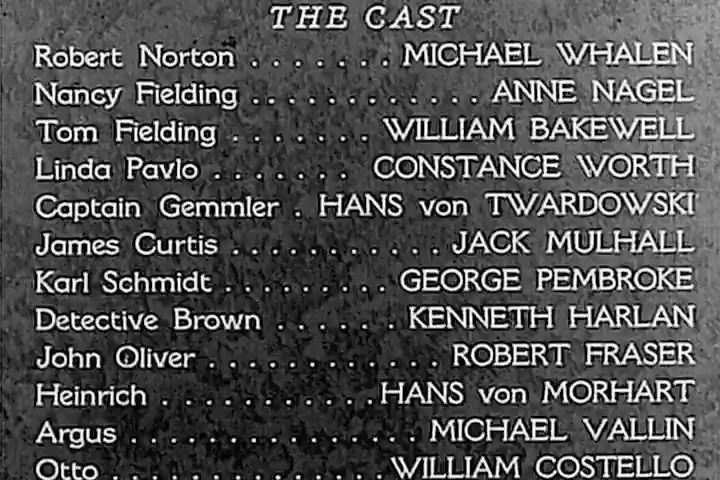 THE CAST
Robert Norton . . . . . . . MICHAEL WHALEN
Nancy Fielding . . . . . . . . . . . . ANNE NAGEL
Tom Fielding . . . . . . . WILLIAM BAKEWELL
Linda Pavlo . . . . . . . CONSTANCE WORTH
Captain Gemmler . HANS von TWARDOWSKI
James Curtis . . . . . . . . . . . JACK MULHALL
Karl Schmidt . . . . . . . . . GEORGE PEMBROKE
Detective Brown . . . . . . KENNETH HARLAN
John Oliver . . . . . . . . . . . . ROBERT FRASER
Heinrich . . . . . . . . . . . HANS von MORHART
Argus . . . . . . . . . . . . . . . MICHAEL VALLIN
Otto . . . . . . . . . . . . . . WILLIAM COSTELLO